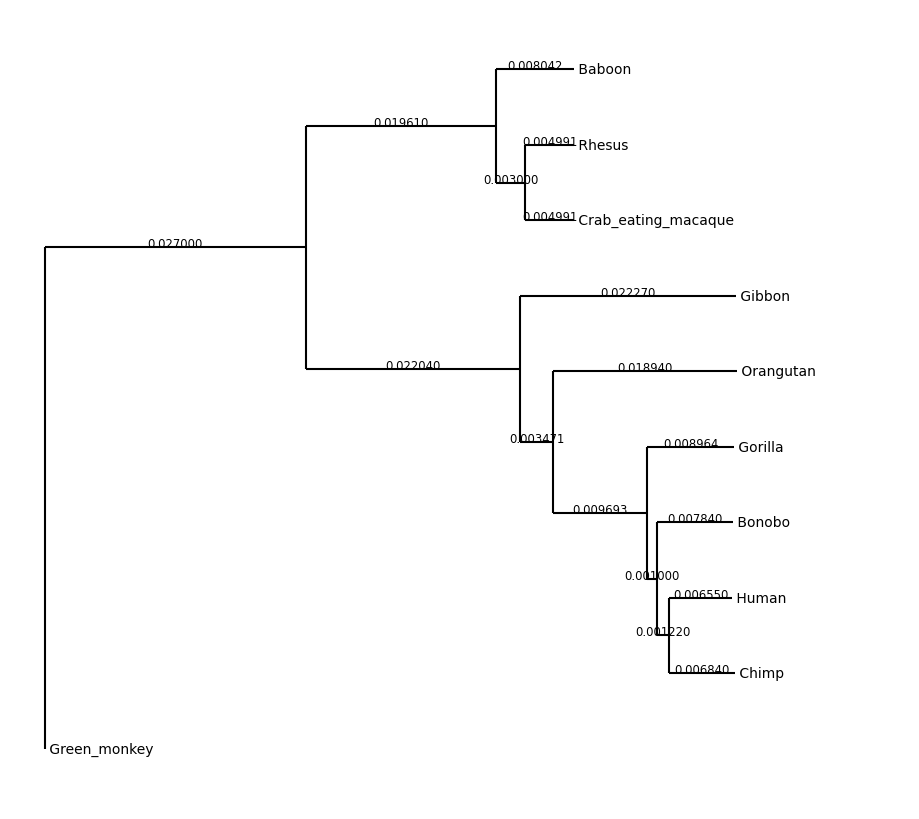 0.008042 Baboon
0.019610
0.004991 Rhesus
0.003000
0.004991 Crab_eating_macaque
0.027000
0.022270 Gibbon
0.022040
0.018940 Orangutan
0.003471
0.008964 Gorilla
0.009693
0.007840 Bonobo
0.001000
0.006550 Human
0.001220
0.006840 Chimp
Green_monkey